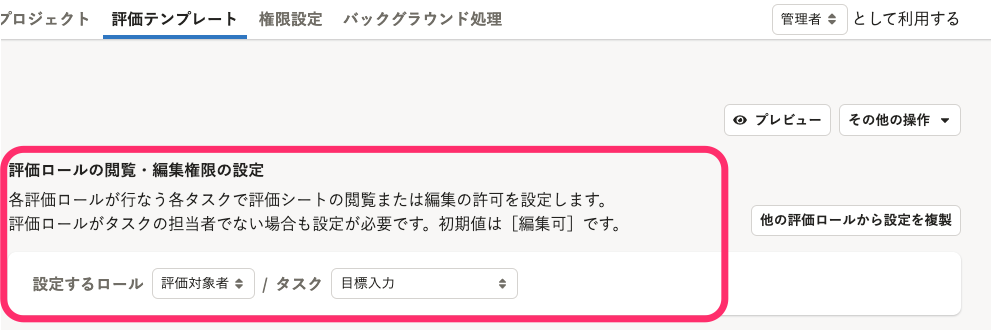 プロジェクト 評価テンプレート 権限設定 バックグラウンド処理 管理者 として利用する
プレビュー その他の操作
評価ロールの閲覧・編集権限の設定
各評価ロールが行なう各タスクで評価シートの閲覧または編集の許可を設定します。
評価ロールがタスクの担当者でない場合も設定が必要です。初期値は［編集可］です。
他の評価ロールから設定を複製
設定するロール 評価対象者 / タスク 目標入力